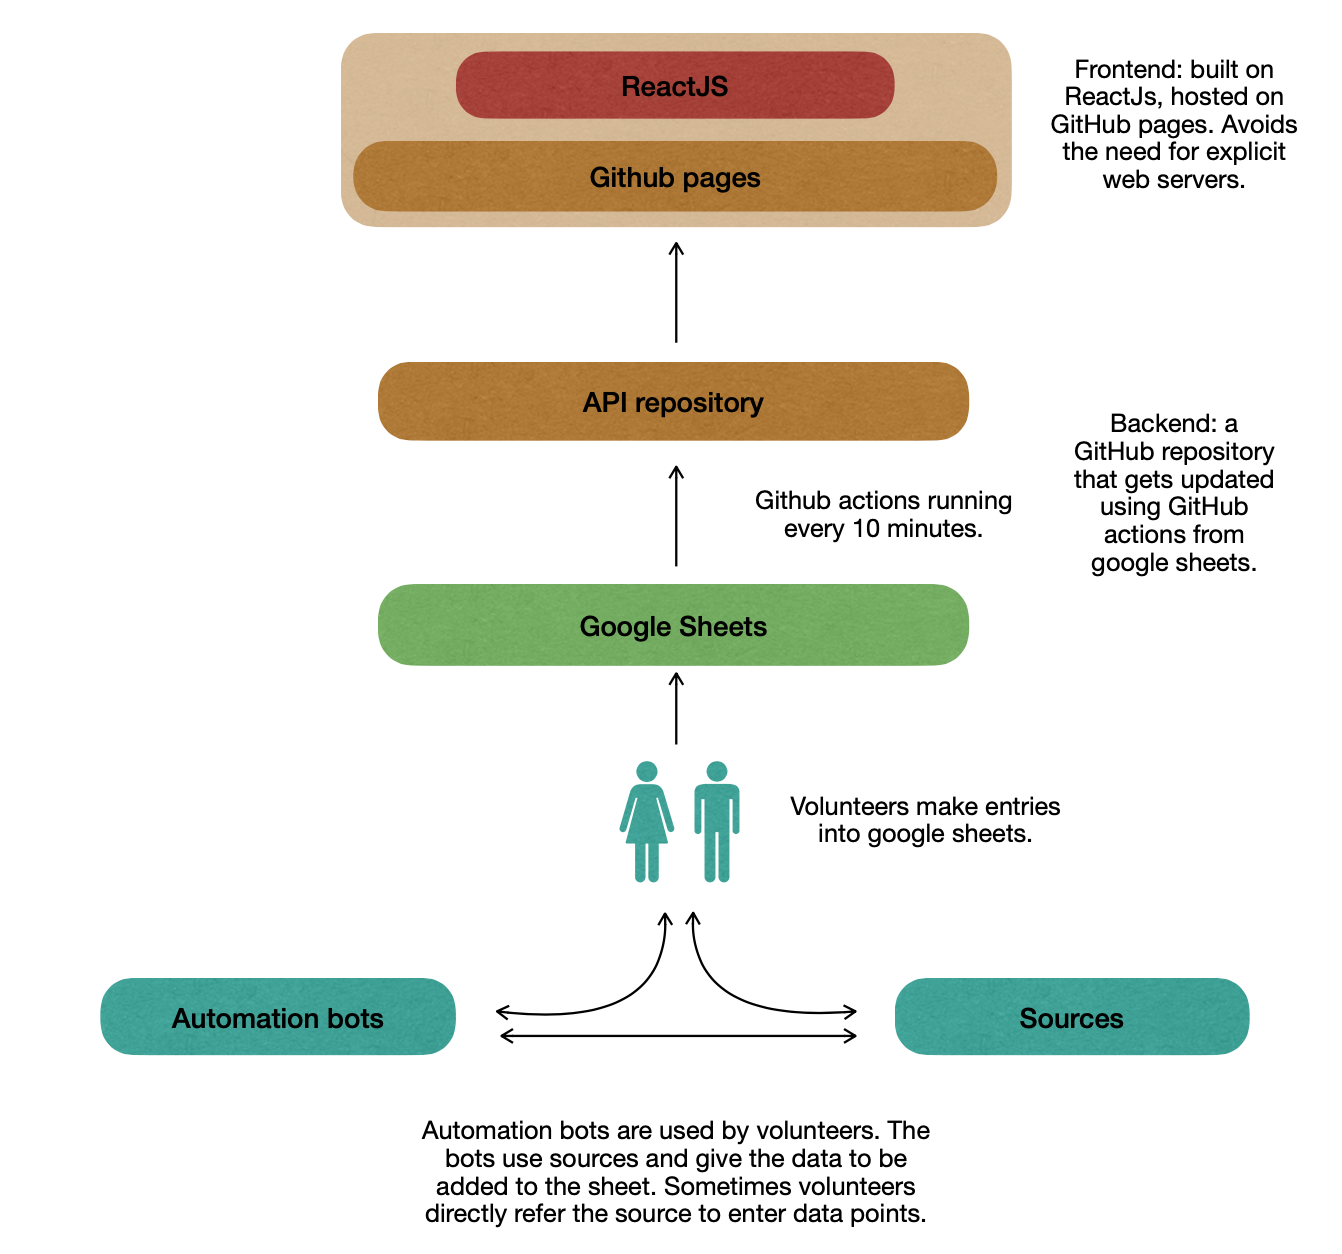 ReactJS
Github pages
Frontend: built on
ReactJs, hosted on
GitHub pages. Avoids
the need for explicit
web servers.
API repository
Backend: a
GitHub repository
that gets updated
using GitHub
actions from
google sheets.
Github actions running
every 10 minutes.
Google Sheets
Volunteers make entries
into google sheets.
Automation bots
Sources
Automation bots are used by volunteers. The
bots use sources and give the data to be
added to the sheet. Sometimes volunteers
directly refer the source to enter data points.